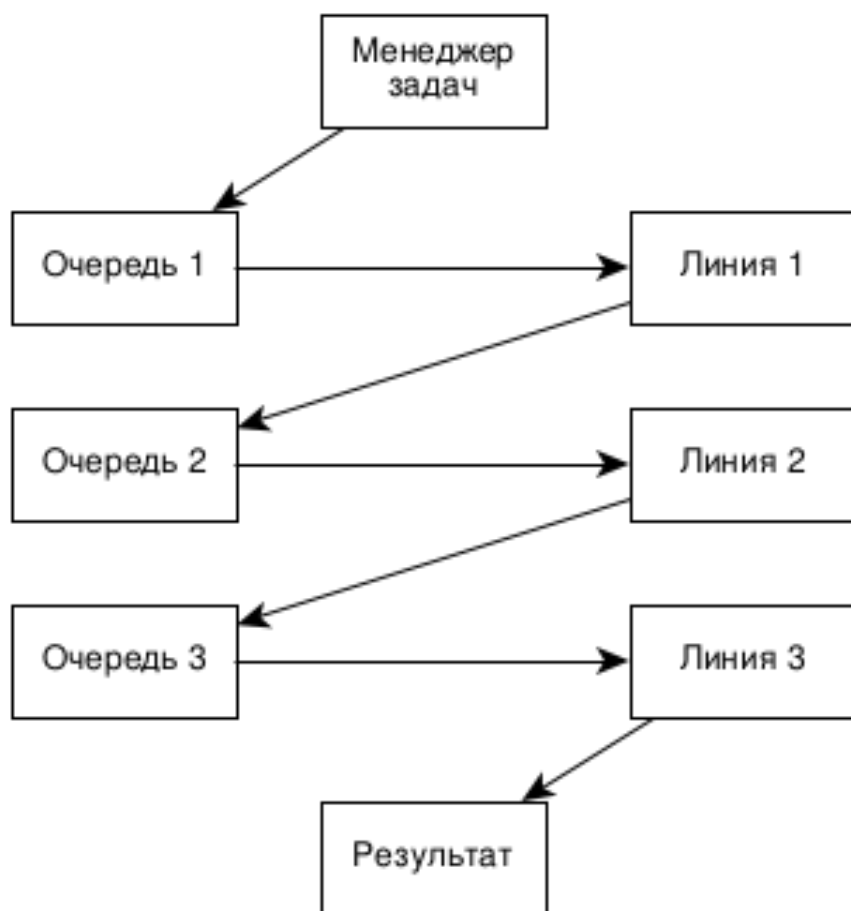 Менеджер
задач
Очередь 1
Линия 1
Очередь 2
Линия 2
Очередь 3
Линия 3
Результат